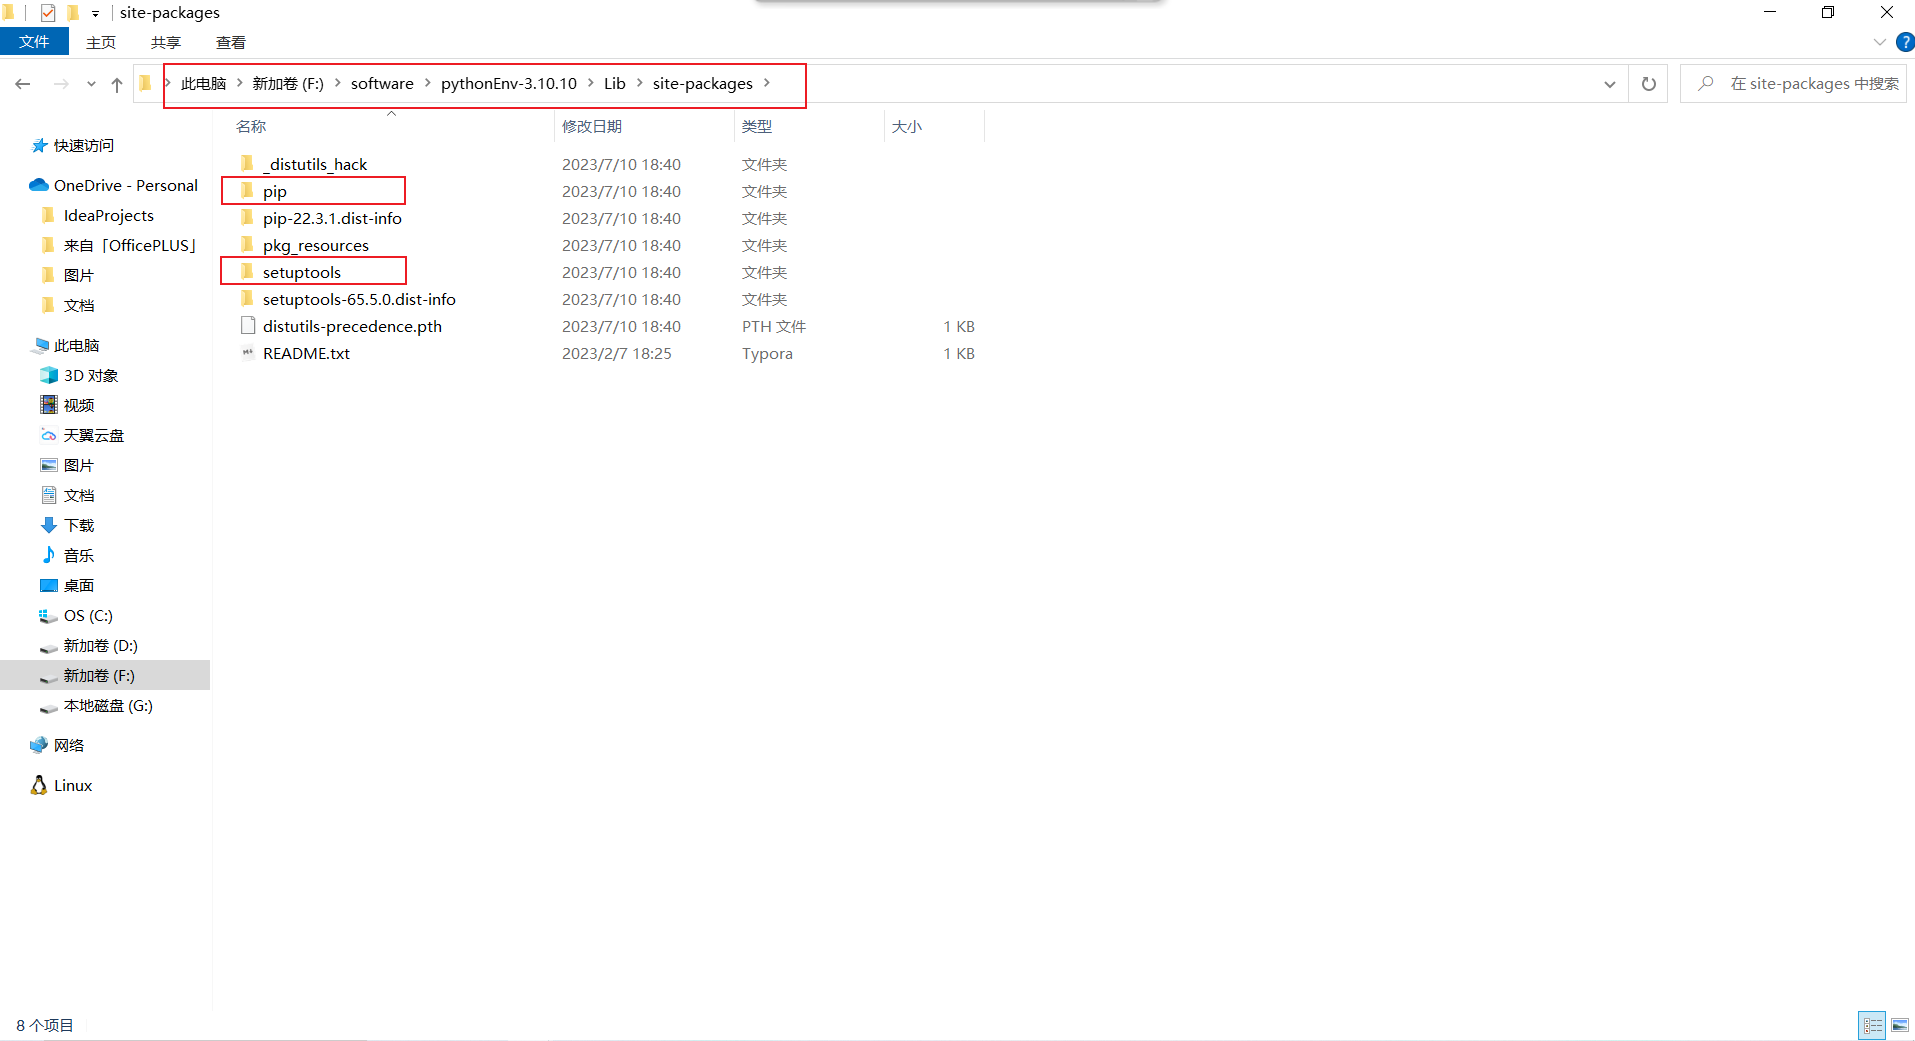 site-packages
文件 主页 共享 查看
此电脑 新加卷 (F:) software pythonEnv-3.10.10 Lib site-packages 在 site-packages 中搜索
名称 修改日期 类型 大小
快速访问
OneDrive - Personal
IdeaProjects
来自「OfficePLUS」
图片
文档
此电脑
3D 对象
视频
天翼云盘
图片
文档
下载
音乐
桌面
OS (C:)
新加卷 (D:)
新加卷 (F:)
本地磁盘 (G:)
网络
Linux
_distutils_hack 2023/7/10 18:40 文件夹
pip 2023/7/10 18:40 文件夹
pip-22.3.1.dist-info 2023/7/10 18:40 文件夹
pkg_resources 2023/7/10 18:40 文件夹
setuptools 2023/7/10 18:40 文件夹
setuptools-65.5.0.dist-info 2023/7/10 18:40 文件夹
distutils-precedence.pth 2023/7/10 18:40 PTH 文件 1 KB
README.txt 2023/2/7 18:25 Typora 1 KB
8 个项目